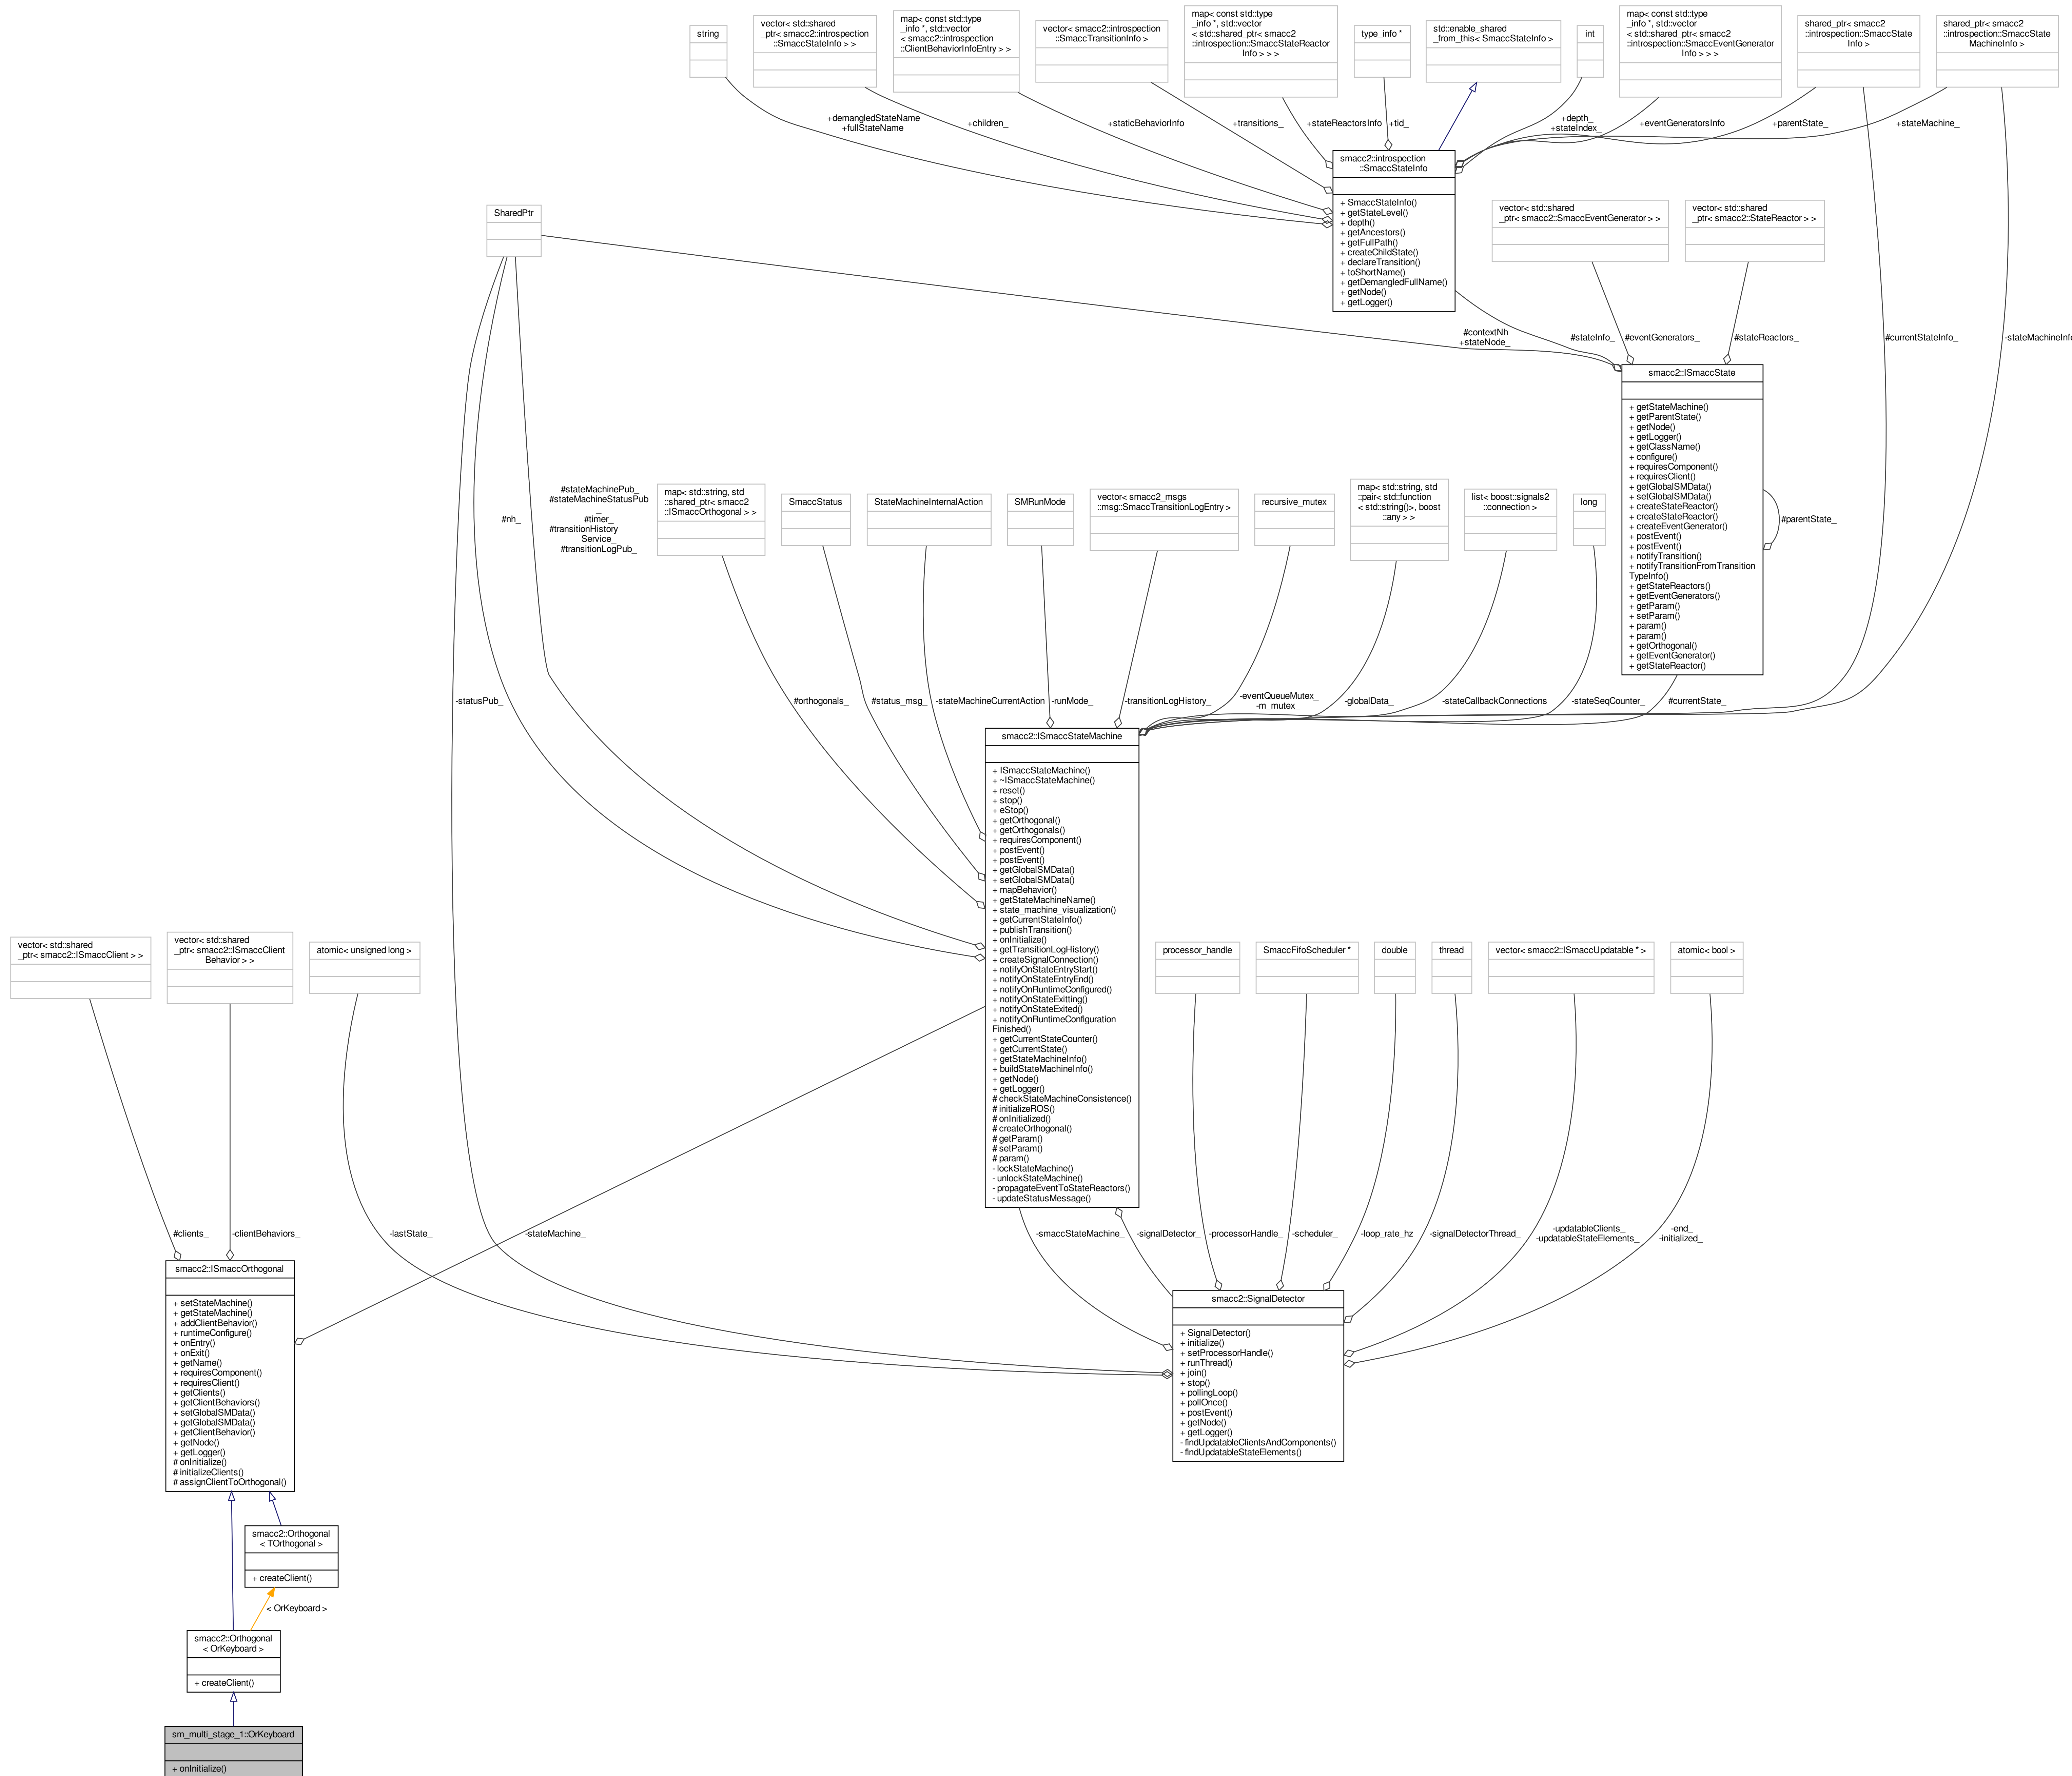 string
vector< std::shared
_ptr< smacc2::introspection
::SmaccStateInfo > >
map< const std::type
_info *, std::vector
< smacc2::introspection
::ClientBehaviorInfoEntry > >
vector< smacc2::introspection
::SmaccTransitionInfo >
map< const std::type
_info *, std::vector
< std::shared_ptr< smacc2
::introspection::SmaccStateReactor
Info > > >
type_info *
std::enable_shared
_from_this< SmaccStateInfo >
int
map< const std::type
_info *, std::vector
< std::shared_ptr< smacc2
::introspection::SmaccEventGenerator
Info > > >
shared_ptr< smacc2
::introspection::SmaccState
Info >
shared_ptr< smacc2
::introspection::SmaccState
MachineInfo >
+demangledStateName
+fullStateName
+children_
+staticBehaviorInfo
+transitions_
+stateReactorsInfo
+tid_
+depth_
+stateIndex_
+eventGeneratorsInfo
+parentState_
+stateMachine_
smacc2::introspection
::SmaccStateInfo
+ SmaccStateInfo()
+ getStateLevel()
+ depth()
+ getAncestors()
+ getFullPath()
+ createChildState()
+ declareTransition()
+ toShortName()
+ getDemangledFullName()
+ getNode()
+ getLogger()
SharedPtr
vector< std::shared
_ptr< smacc2::SmaccEventGenerator > >
vector< std::shared
_ptr< smacc2::StateReactor > >
#contextNh
+stateNode_
#stateInfo_
#eventGenerators_
#stateReactors_
#currentStateInfo_
-stateMachineInfo
smacc2::ISmaccState
+ getStateMachine()
+ getParentState()
+ getNode()
+ getLogger()
+ getClassName()
+ configure()
+ requiresComponent()
+ requiresClient()
+ getGlobalSMData()
+ setGlobalSMData()
+ createStateReactor()
+ createStateReactor()
+ createEventGenerator()
+ postEvent()
+ postEvent()
+ notifyTransition()
+ notifyTransitionFromTransition
TypeInfo()
+ getStateReactors()
+ getEventGenerators()
+ getParam()
+ setParam()
+ param()
+ param()
+ getOrthogonal()
+ getEventGenerator()
+ getStateReactor()
#parentState_
#nh_
#stateMachinePub_
#stateMachineStatusPub
_
#timer_
#transitionHistory
Service_
#transitionLogPub_
map< std::string, std
::shared_ptr< smacc2
::ISmaccOrthogonal > >
SmaccStatus
StateMachineInternalAction
SMRunMode
vector< smacc2_msgs
::msg::SmaccTransitionLogEntry >
recursive_mutex
map< std::string, std
::pair< std::function
< std::string()>, boost
::any > >
list< boost::signals2
::connection >
long
-statusPub_
#orthogonals_
#status_msg_
-stateMachineCurrentAction
-runMode_
-transitionLogHistory_
-eventQueueMutex_
-m_mutex_
-globalData_
-stateCallbackConnections
-stateSeqCounter_
#currentState_
smacc2::ISmaccStateMachine
+ ISmaccStateMachine()
+ ~ISmaccStateMachine()
+ reset()
+ stop()
+ eStop()
+ getOrthogonal()
+ getOrthogonals()
+ requiresComponent()
+ postEvent()
+ postEvent()
+ getGlobalSMData()
+ setGlobalSMData()
+ mapBehavior()
+ getStateMachineName()
+ state_machine_visualization()
+ getCurrentStateInfo()
+ publishTransition()
+ onInitialize()
+ getTransitionLogHistory()
+ createSignalConnection()
+ notifyOnStateEntryStart()
+ notifyOnStateEntryEnd()
+ notifyOnRuntimeConfigured()
+ notifyOnStateExitting()
+ notifyOnStateExited()
+ notifyOnRuntimeConfiguration
Finished()
+ getCurrentStateCounter()
+ getCurrentState()
+ getStateMachineInfo()
+ buildStateMachineInfo()
+ getNode()
+ getLogger()
# checkStateMachineConsistence()
# initializeROS()
# onInitialized()
# createOrthogonal()
# getParam()
# setParam()
# param()
- lockStateMachine()
- unlockStateMachine()
- propagateEventToStateReactors()
- updateStatusMessage()
vector< std::shared
_ptr< smacc2::ISmaccClient > >
vector< std::shared
_ptr< smacc2::ISmaccClient
Behavior > >
atomic< unsigned long >
processor_handle
SmaccFifoScheduler *
double
thread
vector< smacc2::ISmaccUpdatable * >
atomic< bool >
#clients_
-clientBehaviors_
-lastState_
-stateMachine_
-smaccStateMachine_
-signalDetector_
-processorHandle_
-scheduler_
-loop_rate_hz
-signalDetectorThread_
-updatableClients_
-updatableStateElements_
-end_
-initialized_
smacc2::ISmaccOrthogonal
+ setStateMachine()
+ getStateMachine()
+ addClientBehavior()
+ runtimeConfigure()
+ onEntry()
+ onExit()
+ getName()
+ requiresComponent()
+ requiresClient()
+ getClients()
+ getClientBehaviors()
+ setGlobalSMData()
+ getGlobalSMData()
+ getClientBehavior()
+ getNode()
+ getLogger()
# onInitialize()
# initializeClients()
# assignClientToOrthogonal()
smacc2::SignalDetector
+ SignalDetector()
+ initialize()
+ setProcessorHandle()
+ runThread()
+ join()
+ stop()
+ pollingLoop()
+ pollOnce()
+ postEvent()
+ getNode()
+ getLogger()
- findUpdatableClientsAndComponents()
- findUpdatableStateElements()
smacc2::Orthogonal
< TOrthogonal >
+ createClient()
< OrKeyboard >
smacc2::Orthogonal
< OrKeyboard >
+ createClient()
sm_multi_stage_1::OrKeyboard
+ onInitialize()